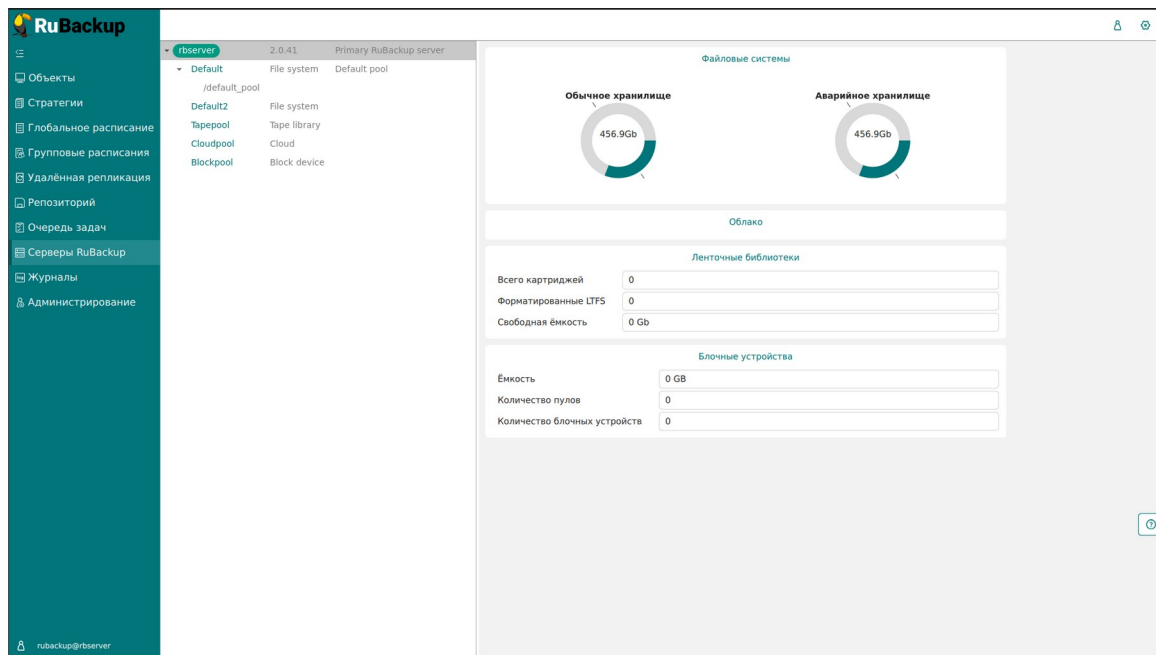 RuBackup
Объекты
Стратегии
Глобальное расписание
Групповые расписания
Удалённая репликация
Репозиторий
Очередь задач
Серверы RuBackup
Журналы
Администрирование
rubackup@rbserver
rbserver 2.0.41 Primary RuBackup server
Default File system Default pool
/default_pool
Default2 File system
Tapepool Tape library
Cloudpool Cloud
Blockpool Block device
Файловые системы
Обычное хранилище Аварийное хранилище
456.9Gb 456.9Gb
Облако
Ленточные библиотеки
Всего картриджей 0
Форматированные LTFS 0
Свободная ёмкость 0 Gb
Блочные устройства
Ёмкость 0 GB
Количество пулов 0
Количество блочных устройств 0